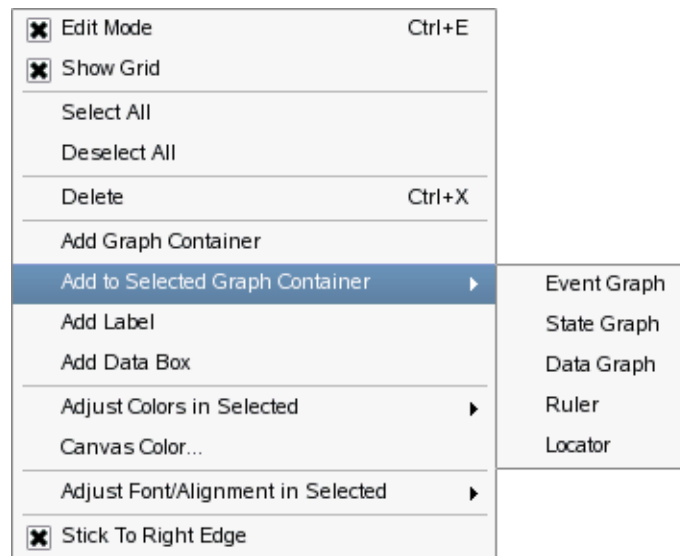 Edit Mode Ctrl+E
Show Grid
Select All
Deselect All
Delete Ctrl+X
Add Graph Container
Add to Selected Graph Container
Add Label
Add Data Box
Adjust Colors in Selected
Canvas Color...
Adjust Font/Alignment in Selected
Stick To Right Edge
Event Graph
State Graph
Data Graph
Ruler
Locator